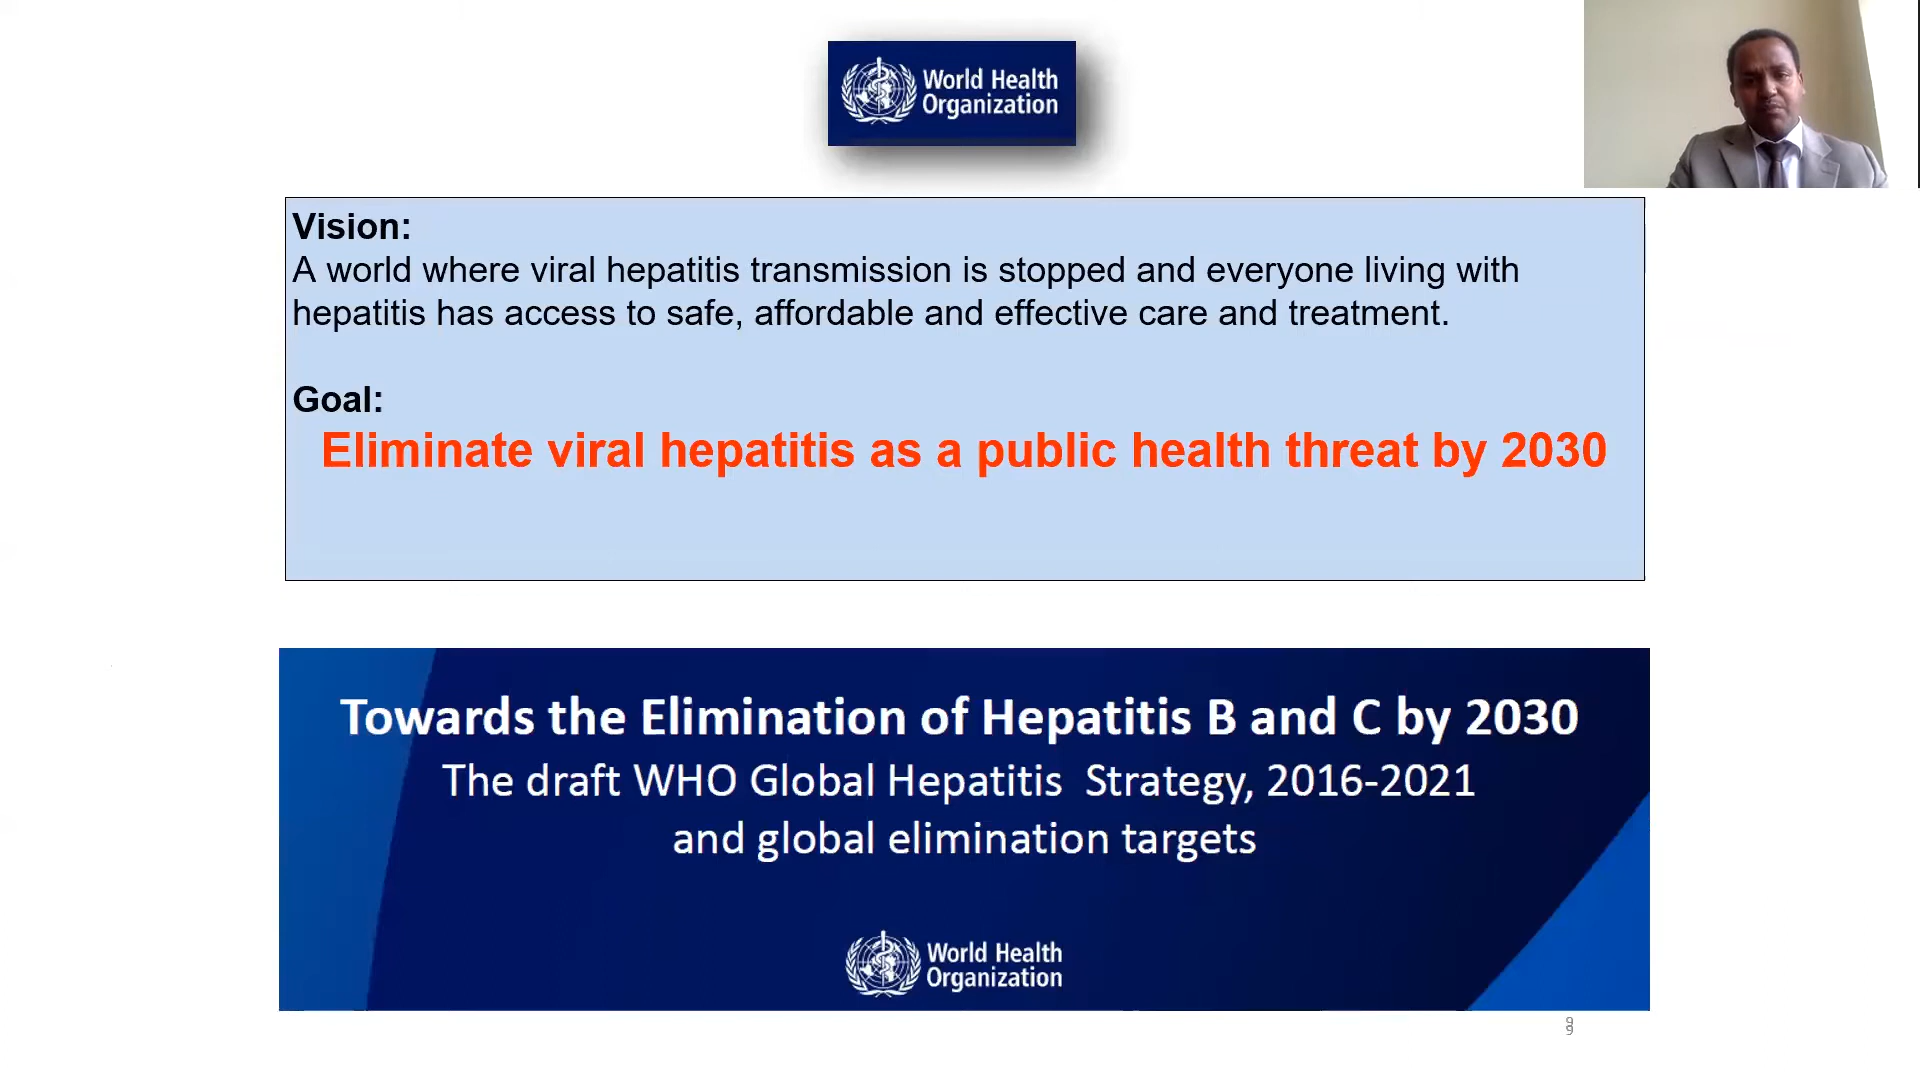 World Health
Organization
Vision:
A world where viral hepatitis transmission is stopped and everyone living with
hepatitis has access to safe, affordable and effective care and treatment.
Goal:
Eliminate viral hepatitis as a public health threat by 2030
Towards the Elimination of Hepatitis B and C by 2030
The draft WHO Global Hepatitis Strategy, 2016-2021
and global elimination targets
World Health
Organization
9
9